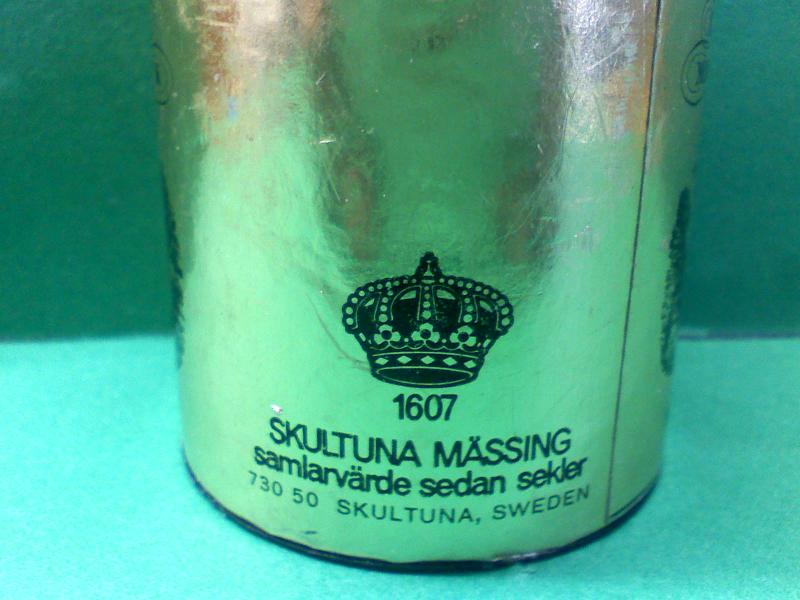 1607
SKULTUNA MÄSSING
samlarvärde sedan sekler
730 50 SKULTUNA, SWEDEN